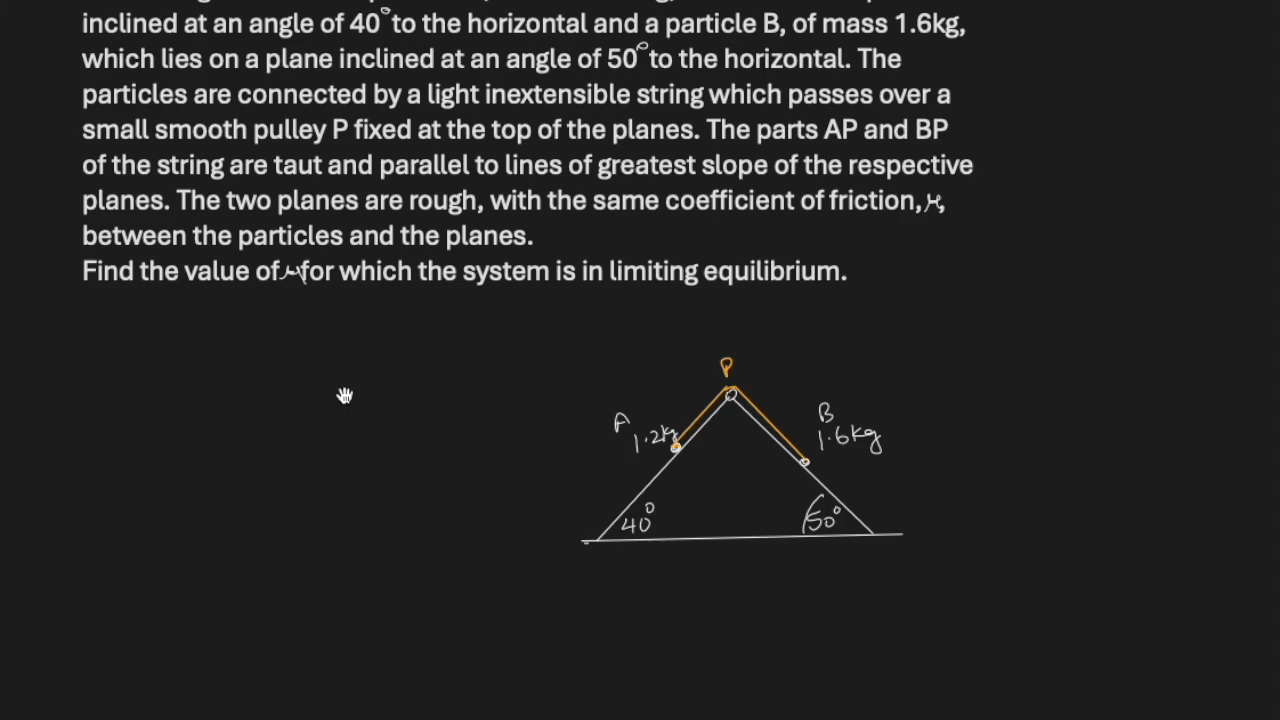 inclined at an angle of 40° to the horizontal and a particle B, of mass 1.6kg,
which lies on a plane inclined at an angle of 50° to the horizontal. The
particles are connected by a light inextensible string which passes over a
small smooth pulley P fixed at the top of the planes. The parts AP and BP
of the string are taut and parallel to lines of greatest slope of the respective
planes. The two planes are rough, with the same coefficient of friction, μ,
between the particles and the planes.
Find the value of μ for which the system is in limiting equilibrium.
P
A
1.2kg
B
1.6kg
40°
50°